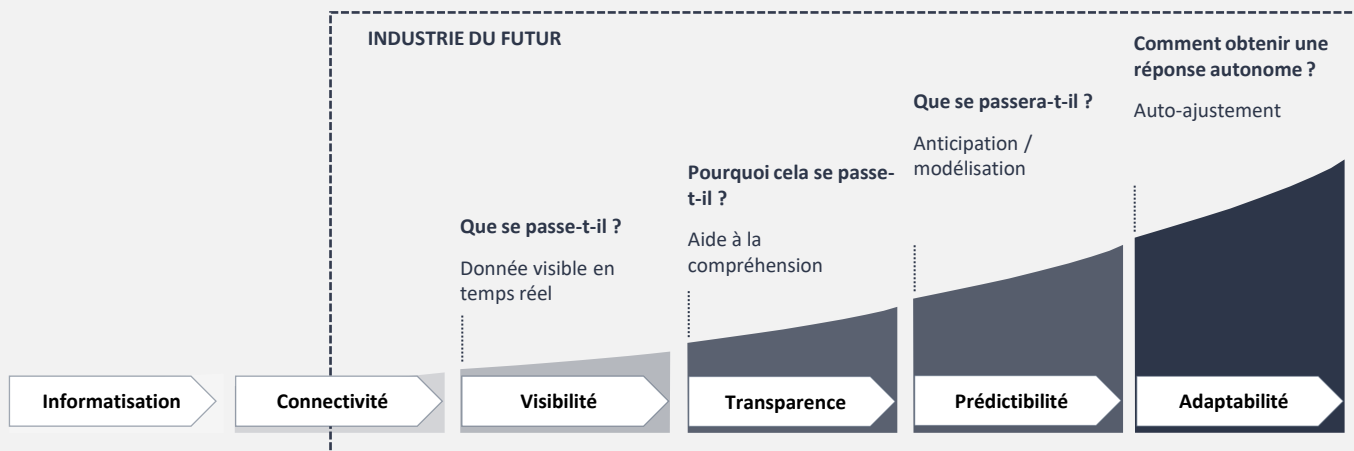 INDUSTRIE DU FUTUR
Que se passe-t-il ?
Donnée visible en
temps réel
Pourquoi cela se passe-
t-il ?
Aide à la
compréhension
Que se passera-t-il ?
Anticipation /
modélisation
Comment obtenir une
réponse autonome ?
Auto-ajustement
Informatisation
Connectivité
Visibilité
Transparence
Prédictibilité
Adaptabilité